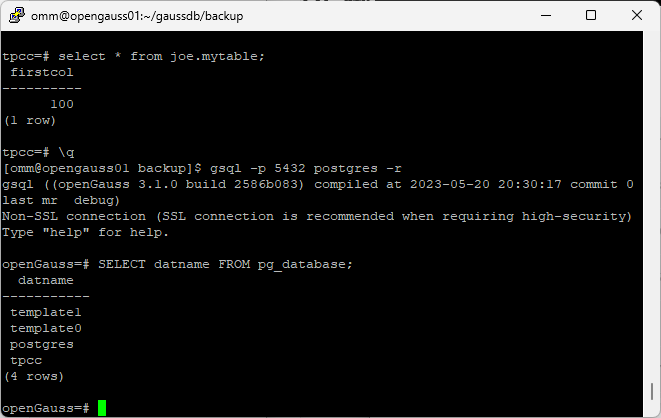 omm@opengauss01:~/gaussdb/backup
tpcc=# select * from joe.mytable;
firstcol
----------
100
(1 row)
tpcc=# \q
[omm@opengauss01 backup]$ gsql -p 5432 postgres -r
gsql ((openGauss 3.1.0 build 2586b083) compiled at 2023-05-20 20:30:17 commit 0
last mr  debug)
Non-SSL connection (SSL connection is recommended when requiring high-security)
Type "help" for help.
openGauss=# SELECT datname FROM pg_database;
datname
-----------
template1
template0
postgres
tpcc
(4 rows)
openGauss=#